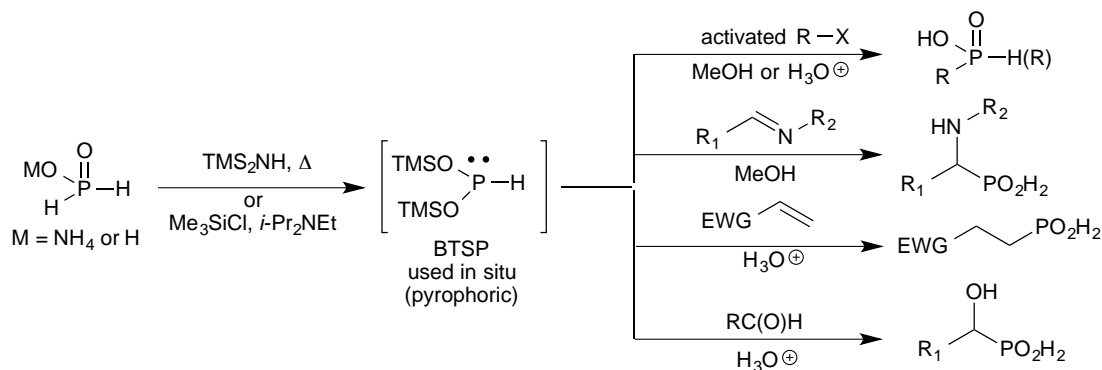 MO
O
P
H
H
M = NH4 or H
TMS2NH, Δ
or
Me3SiCl, i-Pr2NEt
TMSO
P H
TMSO
BTSP
used in situ
(pyrophoric)
activated R X
MeOH or H3O⊕
O
HO
P H(R)
R
R1 N R2
MeOH
R2
HN
R1 PO2H2
EWG
H3O⊕
EWG PO2H2
RC(O)H
H3O⊕
OH
R1 PO2H2